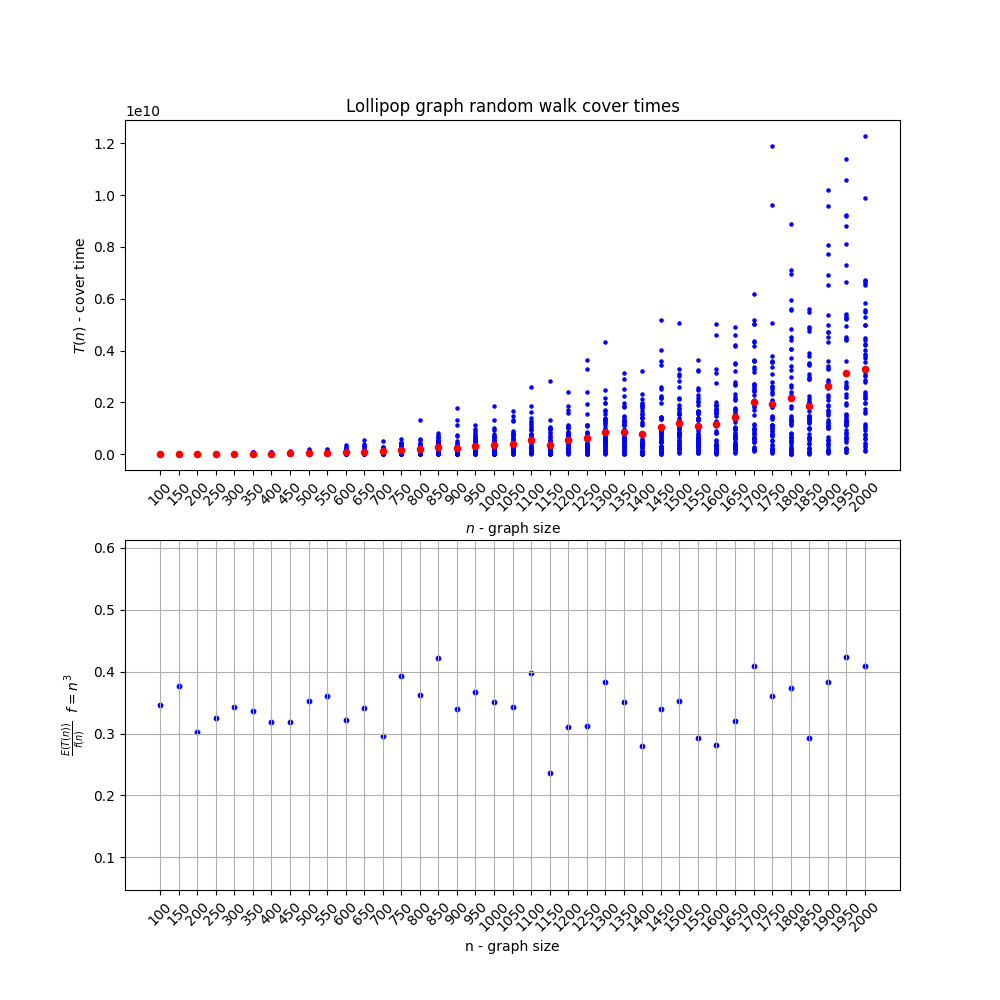 Lollipop graph random walk cover times
1e10
1.2
1.0
0.8
0.6
0.4
0.2
0.0
T(n) - cover time
100 150 200 250 300 350 400 450 500 550 600 650 700 750 800 850 900 950 1000 1050 1100 1150 1200 1250 1300 1350 1400 1450 1500 1550 1600 1650 1700 1750 1800 1850 1900 1950 2000
n - graph size
0.6
0.5
0.4
0.3
0.2
0.1
E(T(n))/f(n) f = n³
100 150 200 250 300 350 400 450 500 550 600 650 700 750 800 850 900 950 1000 1050 1100 1150 1200 1250 1300 1350 1400 1450 1500 1550 1600 1650 1700 1750 1800 1850 1900 1950 2000
n - graph size